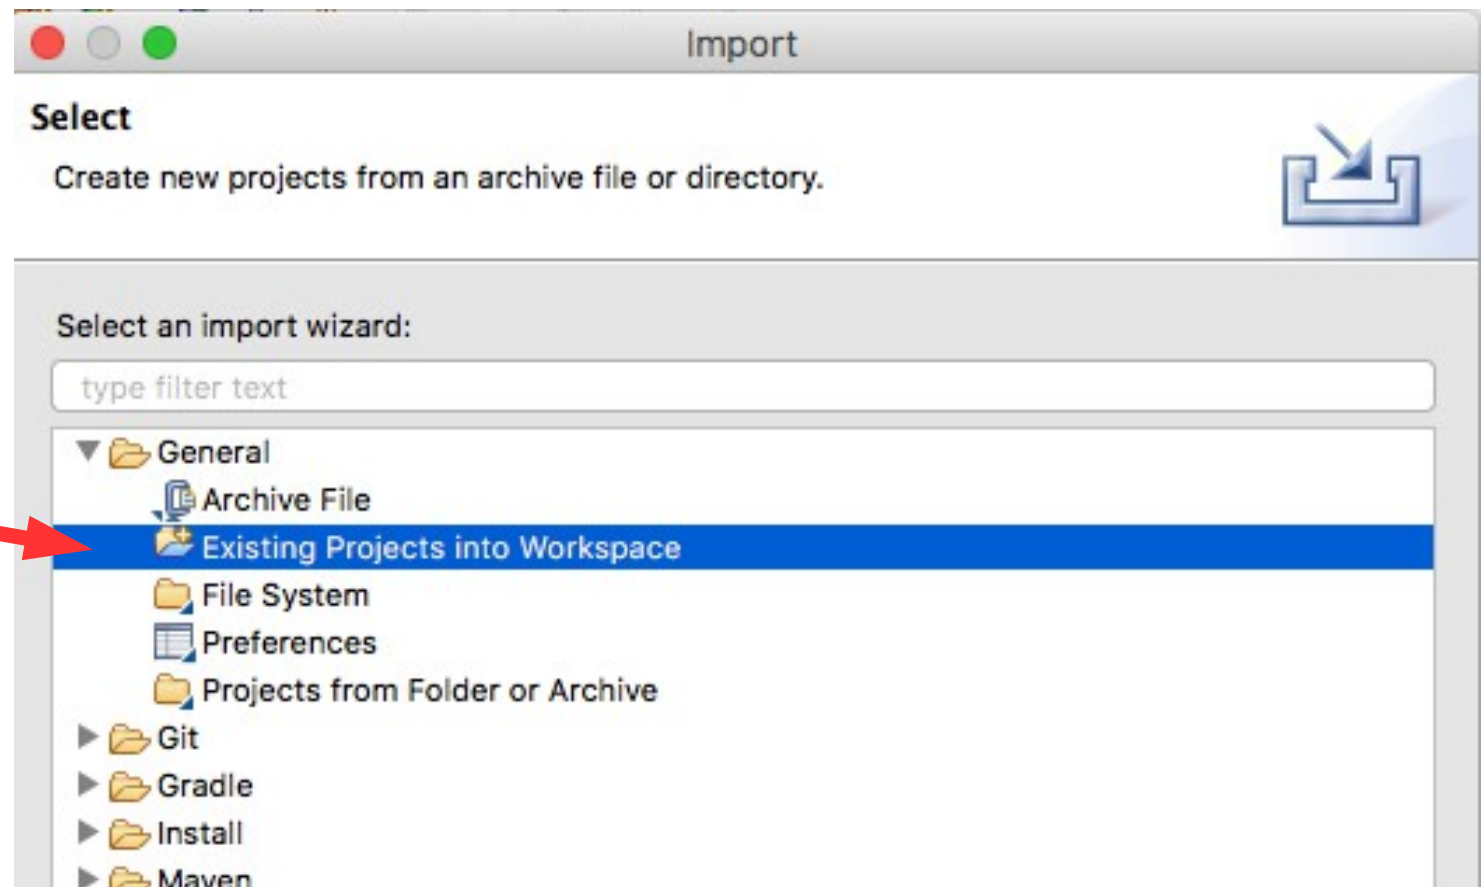 Import
Select
Create new projects from an archive file or directory.
Select an import wizard:
type filter text
General
Archive File
Existing Projects into Workspace
File System
Preferences
Projects from Folder or Archive
Git
Gradle
Install
Maven